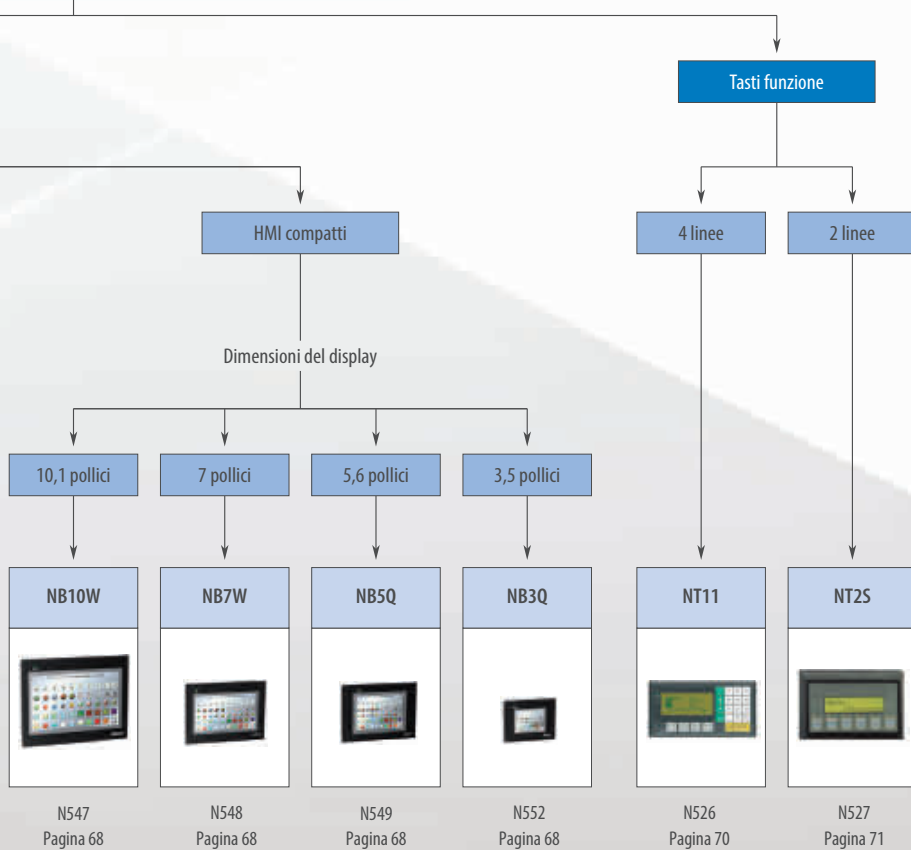 Tasti funzione
HMI compatti
4 linee
2 linee
Dimensioni del display
10,1 pollici
7 pollici
5,6 pollici
3,5 pollici
NB10W
NB7W
NB5Q
NB3Q
NT11
NT2S
N547
Pagina 68
N548
Pagina 68
N549
Pagina 68
N552
Pagina 68
N526
Pagina 70
N527
Pagina 71